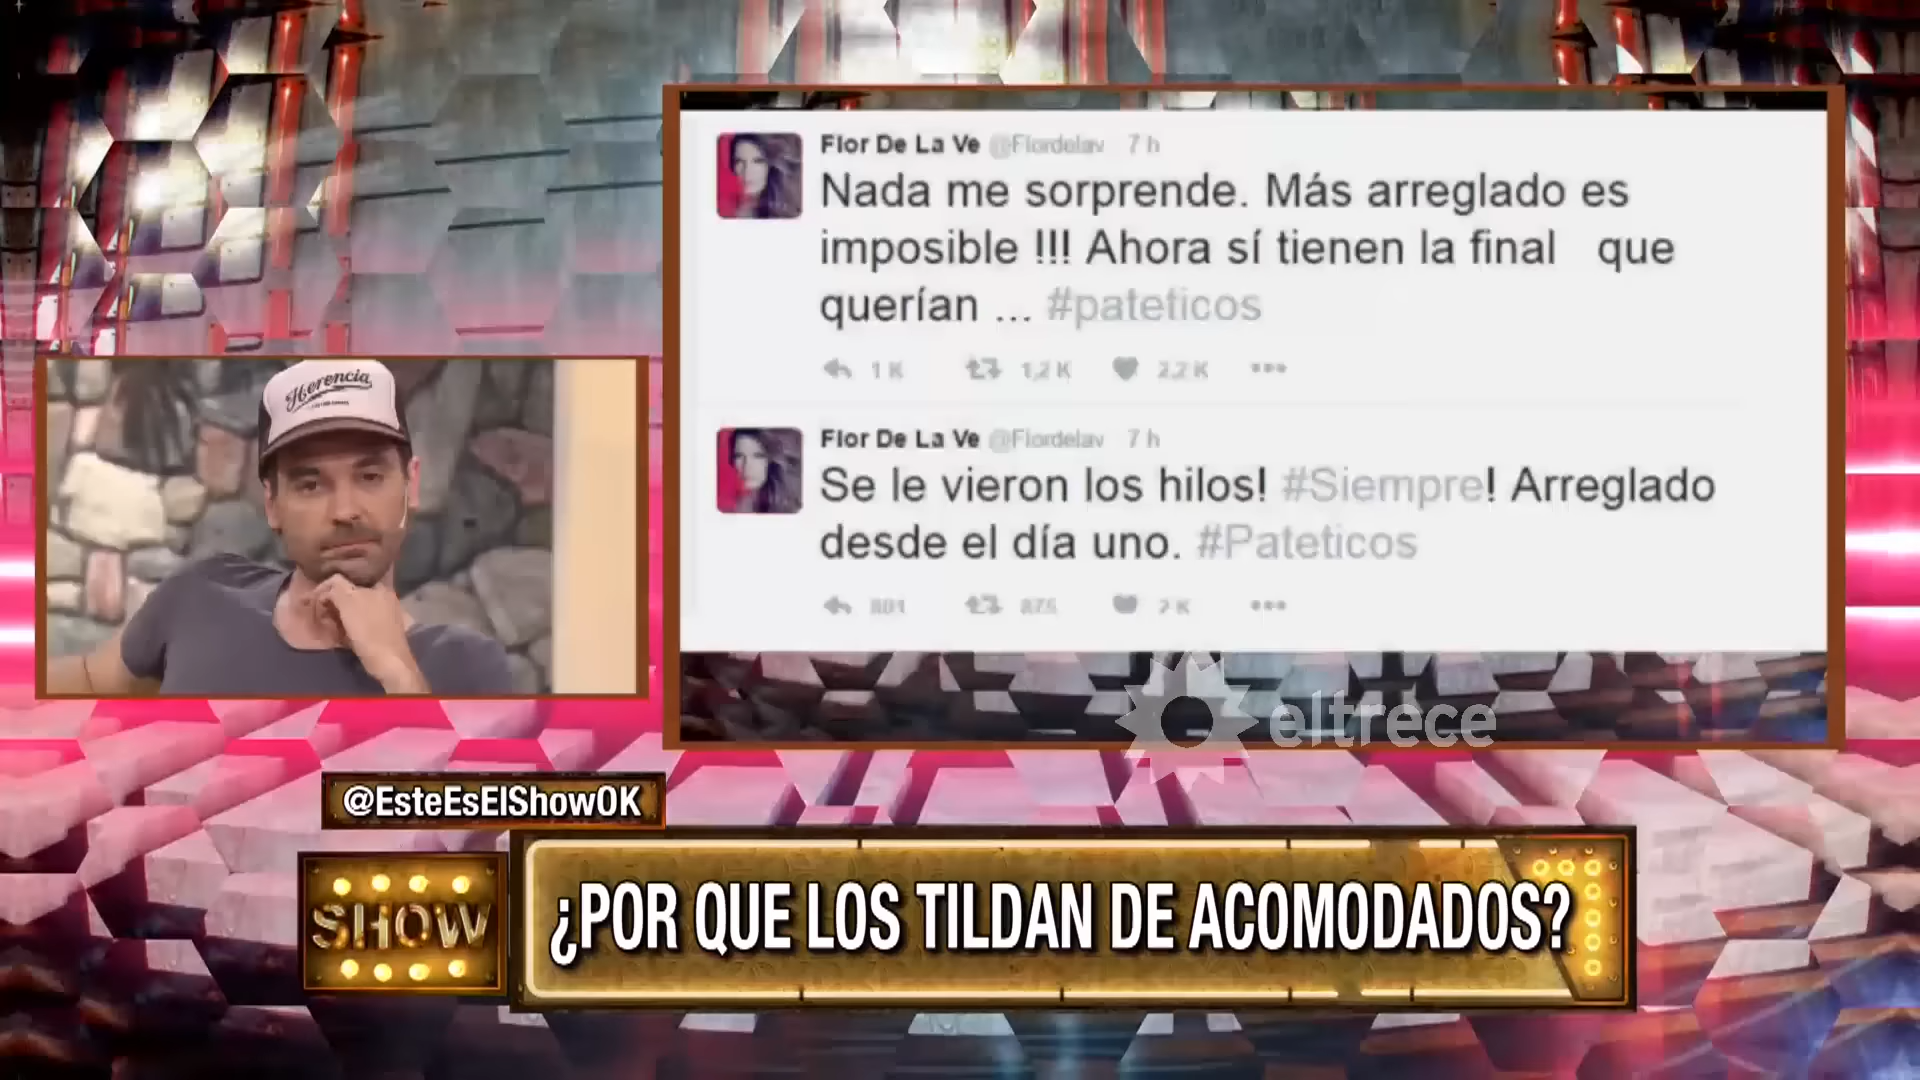 Flor De La Ve @Flordelav 7 h
Nada me sorprende. Más arreglado es
imposible !!! Ahora sí tienen la final que
querían ... #pateticos
1 K 1,2 K 2,2 K •••
Flor De La Ve @Flordelav 7 h
Se le vieron los hilos! #Siempre! Arreglado
desde el día uno. #Pateticos
801 875 2 K •••
Herencia
eltrece
@EsteEsElShowOK
SHOW
¿POR QUE LOS TILDAN DE ACOMODADOS?